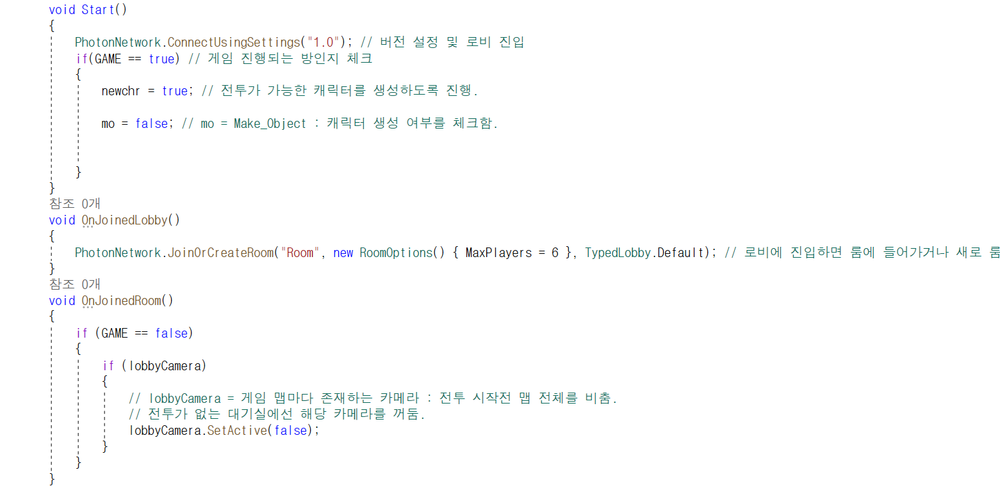 void Start()
{
PhotonNetwork.ConnectUsingSettings("1.0"); // 버전 설정 및 로비 진입
if(GAME == true) // 게임 진행되는 방인지 체크
{
newchr = true; // 전투가 가능한 캐릭터를 생성하도록 진행.
mo = false; // mo = Make_Object : 캐릭터 생성 여부를 체크함.
}
}
참조 0개
void OnJoinedLobby()
{
PhotonNetwork.JoinOrCreateRoom("Room", new RoomOptions() { MaxPlayers = 6 }, TypedLobby.Default); // 로비에 진입하면 룸에 들어가거나 새로 룸
}
참조 0개
void OnJoinedRoom()
{
if (GAME == false)
{
if (lobbyCamera)
{
// lobbyCamera = 게임 맵마다 존재하는 카메라 : 전투 시작전 맵 전체를 비춤.
// 전투가 없는 대기실에선 해당 카메라를 꺼둠.
lobbyCamera.SetActive(false);
}
}
}